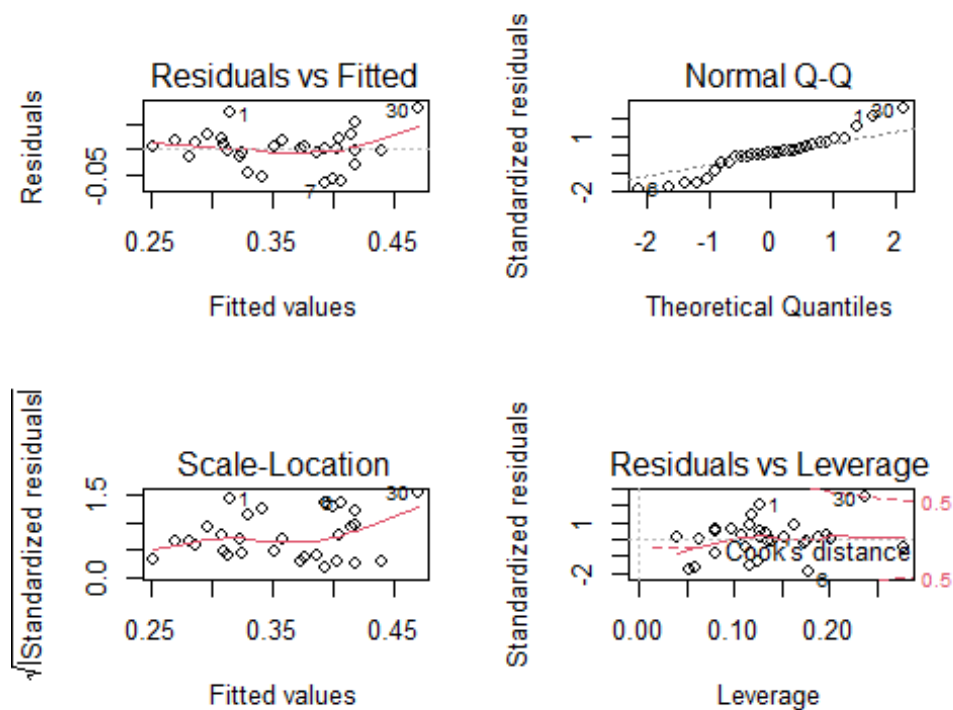 Residuals vs Fitted
Residuals
-0.05
1
30
7
0.25 0.35 0.45
Fitted values
Normal Q-Q
Standardized residuals
-2 1
1
30
6
-2 -1 0 1 2
Theoretical Quantiles
Scale-Location
√|Standardized residuals|
0.0 1.5
1
30
0.25 0.35 0.45
Fitted values
Residuals vs Leverage
Standardized residuals
-2 1
1
30
0.5
Cook's distance
6
0.5
0.00 0.10 0.20
Leverage